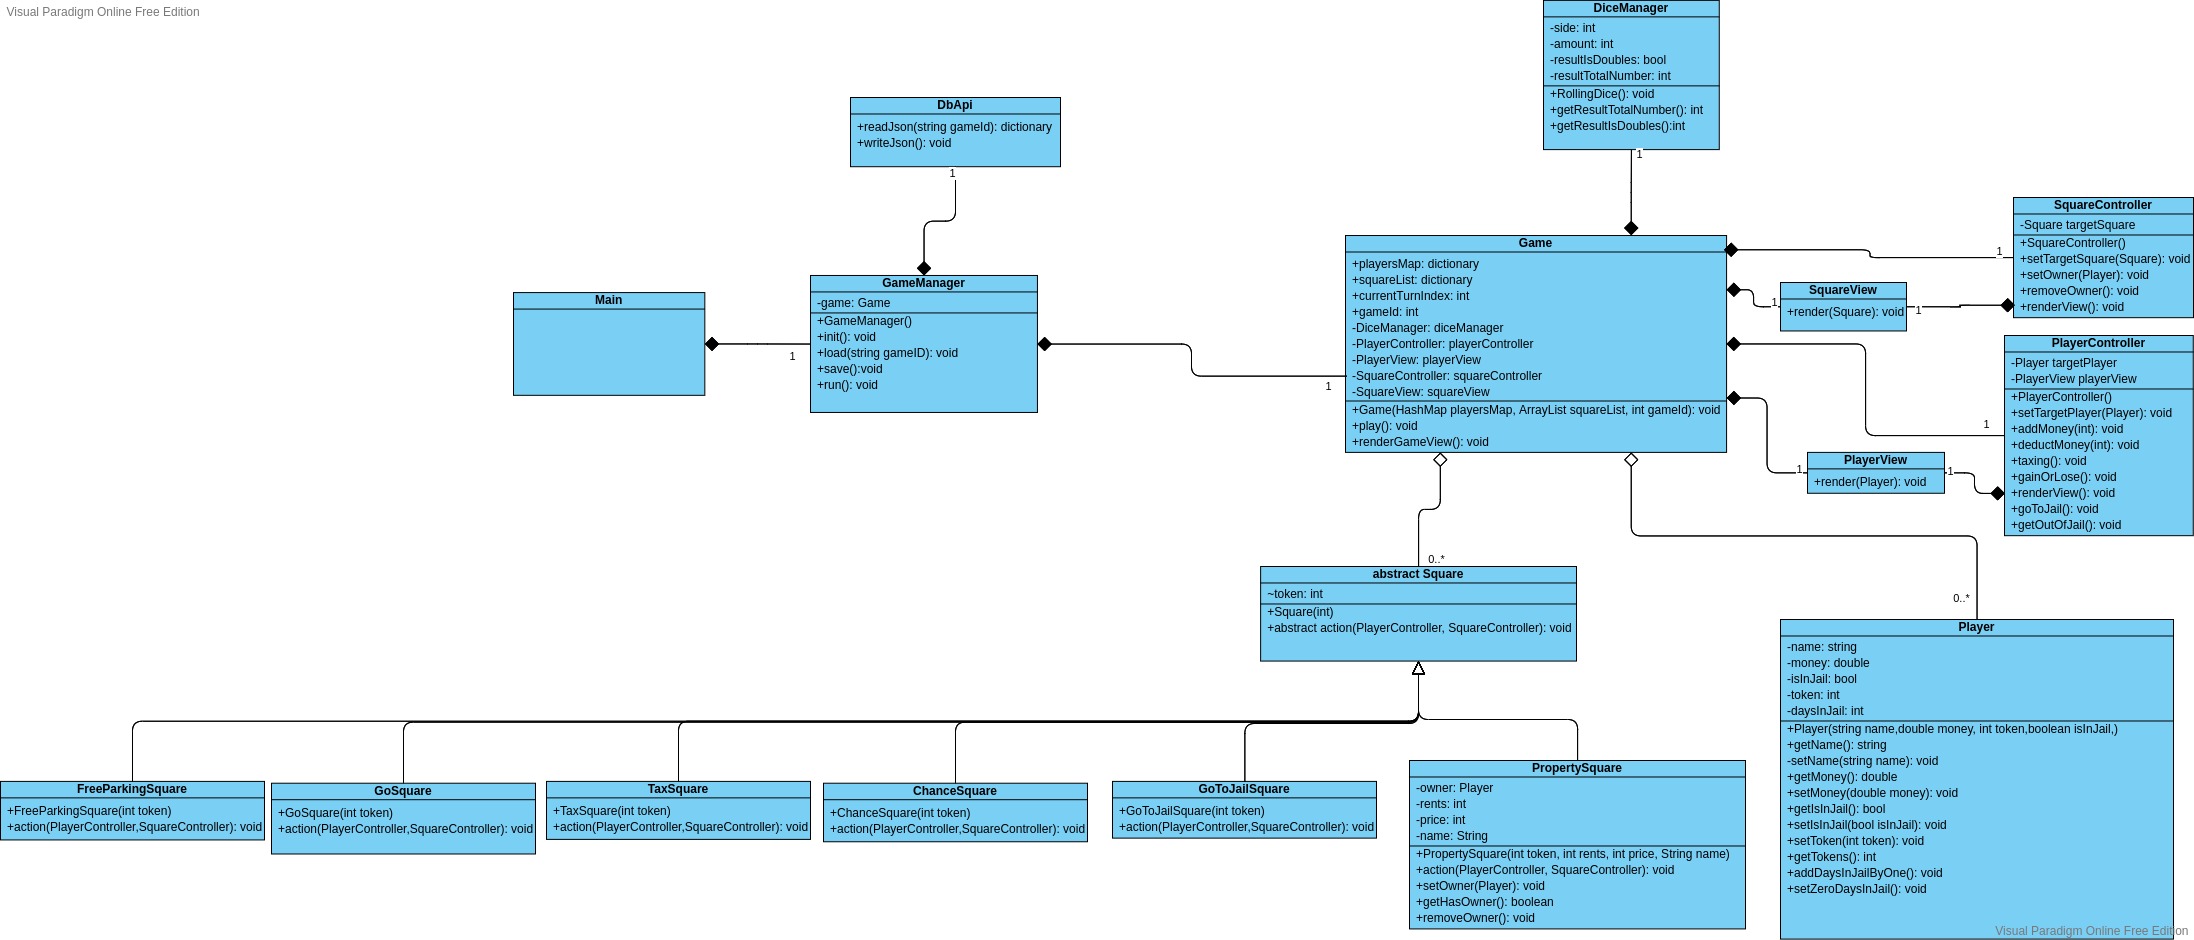 Visual Paradigm Online Free Edition
DiceManager
-side: int
-amount: int
-resultIsDoubles: bool
-resultTotalNumber: int
+RollingDice(): void
+getResultTotalNumber(): int
+getResultIsDoubles():int
1
DbApi
+readJson(string gameId): dictionary
+writeJson(): void
1
Main
1
GameManager
-game: Game
+GameManager()
+init(): void
+load(string gameID): void
+save():void
+run(): void
1
Game
+playersMap: dictionary
+squareList: dictionary
+currentTurnIndex: int
+gameId: int
-DiceManager: diceManager
-PlayerController: playerController
-PlayerView: playerView
-SquareController: squareController
-SquareView: squareView
+Game(HashMap playersMap, ArrayList squareList, int gameId): void
+play(): void
+renderGameView(): void
1
SquareController
-Square targetSquare
+SquareController()
+setTargetSquare(Square): void
+setOwner(Player): void
+removeOwner(): void
+renderView(): void
1
SquareView
+render(Square): void
1
1
PlayerController
-Player targetPlayer
-PlayerView playerView
+PlayerController()
+setTargetPlayer(Player): void
+addMoney(int): void
+deductMoney(int): void
+taxing(): void
+gainOrLose(): void
+renderView(): void
+goToJail(): void
+getOutOfJail(): void
1
PlayerView
+render(Player): void
1
0..*
abstract Square
~token: int
+Square(int)
+abstract action(PlayerController, SquareController): void
0..*
Player
-name: string
-money: double
-isInJail: bool
-token: int
-daysInJail: int
+Player(string name,double money, int token,boolean isInJail,)
+getName(): string
-setName(string name): void
+getMoney(): double
+setMoney(double money): void
+getIsInJail(): bool
+setIsInJail(bool isInJail): void
+setToken(int token): void
+getTokens(): int
+addDaysInJailByOne(): void
+setZeroDaysInJail(): void
FreeParkingSquare
+FreeParkingSquare(int token)
+action(PlayerController,SquareController): void
GoSquare
+GoSquare(int token)
+action(PlayerController,SquareController): void
TaxSquare
+TaxSquare(int token)
+action(PlayerController,SquareController): void
ChanceSquare
+ChanceSquare(int token)
+action(PlayerController,SquareController): void
GoToJailSquare
+GoToJailSquare(int token)
+action(PlayerController,SquareController): void
PropertySquare
-owner: Player
-rents: int
-price: int
-name: String
+PropertySquare(int token, int rents, int price, String name)
+action(PlayerController, SquareController): void
+setOwner(Player): void
+getHasOwner(): boolean
+removeOwner(): void
Visual Paradigm Online Free Edition